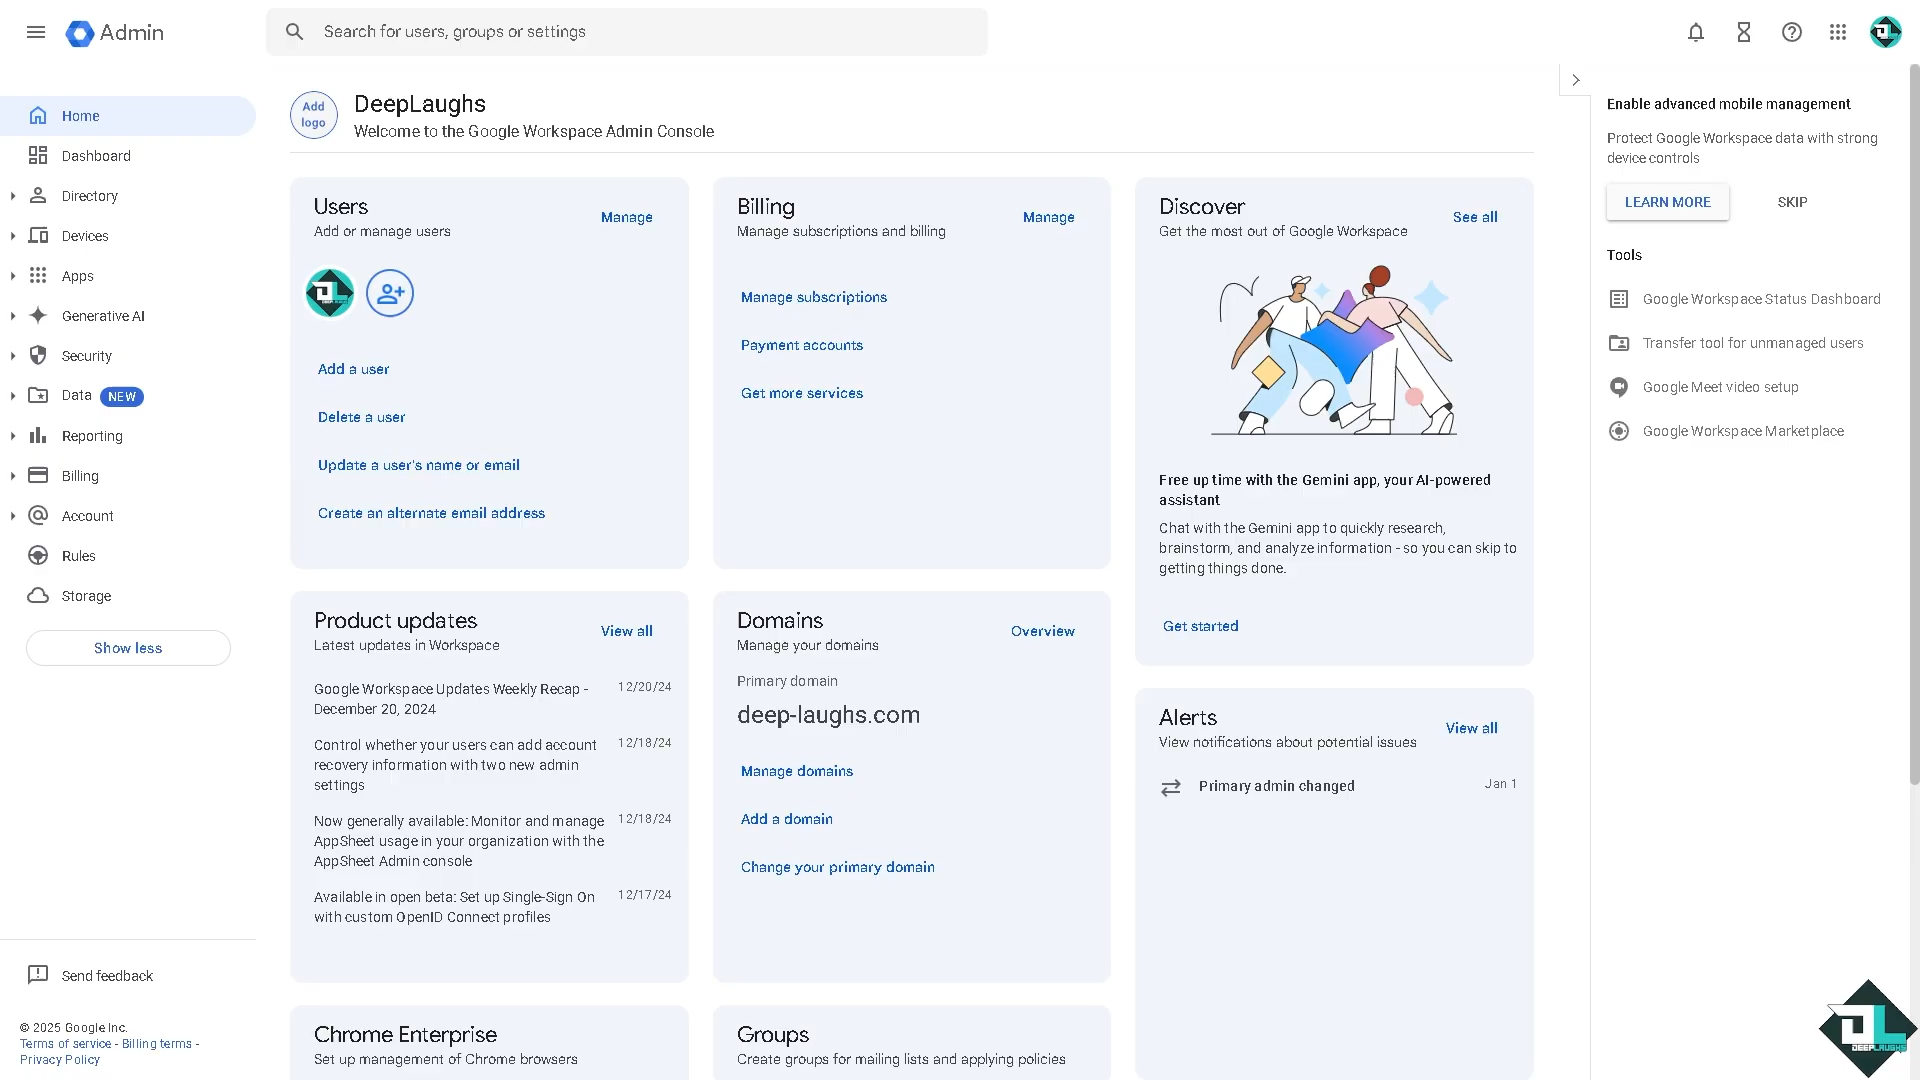 Admin
Search for users, groups or settings
Home
Dashboard
Directory
Devices
Apps
Generative AI
Security
Data NEW
Reporting
Billing
Account
Rules
Storage
Show less
Send feedback
© 2025 Google Inc.
Terms of service - Billing terms -
Privacy Policy
Add
logo
DeepLaughs
Welcome to the Google Workspace Admin Console
Users
Add or manage users
Manage
Add a user
Delete a user
Update a user's name or email
Create an alternate email address
Billing
Manage subscriptions and billing
Manage
Manage subscriptions
Payment accounts
Get more services
Discover
Get the most out of Google Workspace
See all
Free up time with the Gemini app, your AI-powered
assistant
Chat with the Gemini app to quickly research,
brainstorm, and analyze information - so you can skip to
getting things done.
Get started
Product updates
Latest updates in Workspace
View all
Google Workspace Updates Weekly Recap - 12/20/24
December 20, 2024
Control whether your users can add account 12/18/24
recovery information with two new admin
settings
Now generally available: Monitor and manage 12/18/24
AppSheet usage in your organization with the
AppSheet Admin console
Available in open beta: Set up Single-Sign On 12/17/24
with custom OpenID Connect profiles
Domains
Manage your domains
Overview
Primary domain
deep-laughs.com
Manage domains
Add a domain
Change your primary domain
Alerts
View notifications about potential issues
View all
Primary admin changed Jan 1
Chrome Enterprise
Set up management of Chrome browsers
Groups
Create groups for mailing lists and applying policies
Enable advanced mobile management
Protect Google Workspace data with strong
device controls
LEARN MORE SKIP
Tools
Google Workspace Status Dashboard
Transfer tool for unmanaged users
Google Meet video setup
Google Workspace Marketplace
DL
DEEPLAUGHS